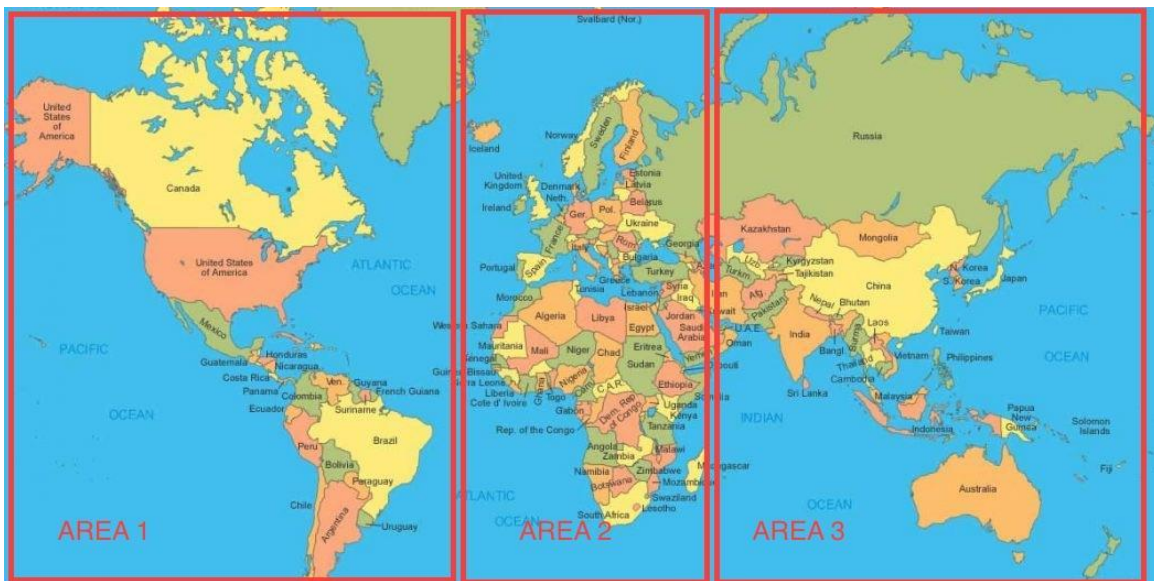 Svalbard (Nor.)
United
States
of
America
Canada
United States
of America
Mexico
Guatemala
Honduras
Nicaragua
Costa Rica
Panama
Ven.
Guyana
French Guiana
Colombia
Suriname
Ecuador
Peru
Brazil
Bolivia
Paraguay
Chile
Argentina
Uruguay
PACIFIC
OCEAN
ATLANTIC
OCEAN
AREA 1
Iceland
Norway
Sweden
Finland
United
Kingdom
Ireland
Denmark
Neth.
Estonia
Latvia
Belarus
Ger.
Pol.
Ukraine
France
Rom.
Italy
Bulgaria
Georgia
Portugal
Spain
Greece
Turkey
Tunisia
Lebanon
Syria
Iraq
Morocco
Israel
Jordan
Algeria
Libya
Egypt
Saudi
Arabia
Western Sahara
Mauritania
Mali
Niger
Chad
Sudan
Eritrea
Yemen
Djibouti
Senegal
Guinea Bissau
Sierra Leona
Liberia
Cote d' Ivoire
Ghana
Togo
Nigeria
C.A.R.
Ethiopia
Somalia
Gabon
Rep. of the Congo
Dem. Rep
of Congo
Uganda
Kenya
Tanzania
Angola
Zambia
Malawi
Namibia
Zimbabwe
Botswana
Mozambique
Madagascar
Swaziland
Lesotho
South Africa
ATLANTIC
OCEAN
AREA 2
Russia
Kazakhstan
Mongolia
Uzb.
Kyrgyzstan
Turkm.
Tajikistan
China
N. Korea
S. Korea
Japan
Iran
Afg.
Pakistan
Nepal
Bhutan
Kuwait
U.A.E.
Oman
India
Bangl.
Burma
Laos
Taiwan
Thailand
Vietnam
Cambodia
Philippines
Sri Lanka
Malaysia
Indonesia
Papua
New
Guinea
Solomon
Islands
Fiji
Australia
INDIAN
OCEAN
PACIFIC
OCEAN
AREA 3